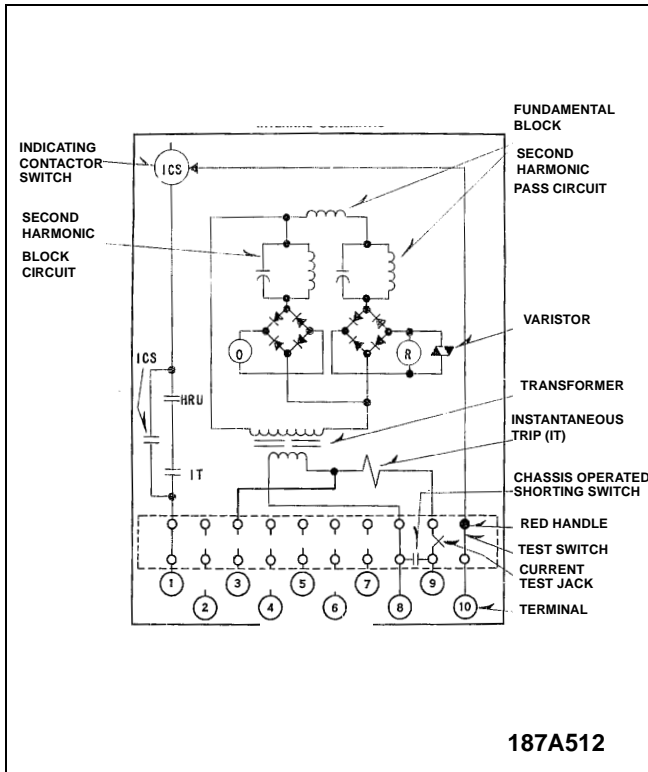 FUNDAMENTAL
BLOCK
INDICATING
CONTACTOR
SWITCH
ICS
SECOND
HARMONIC
PASS CIRCUIT
SECOND
HARMONIC
BLOCK
CIRCUIT
O
R
VARISTOR
ICS
HRU
TRANSFORMER
INSTANTANEOUS
TRIP (IT)
IT
CHASSIS OPERATED
SHORTING SWITCH
RED HANDLE
TEST SWITCH
CURRENT
TEST JACK
1
3
5
7
9
2
4
6
8
10
TERMINAL
187A512